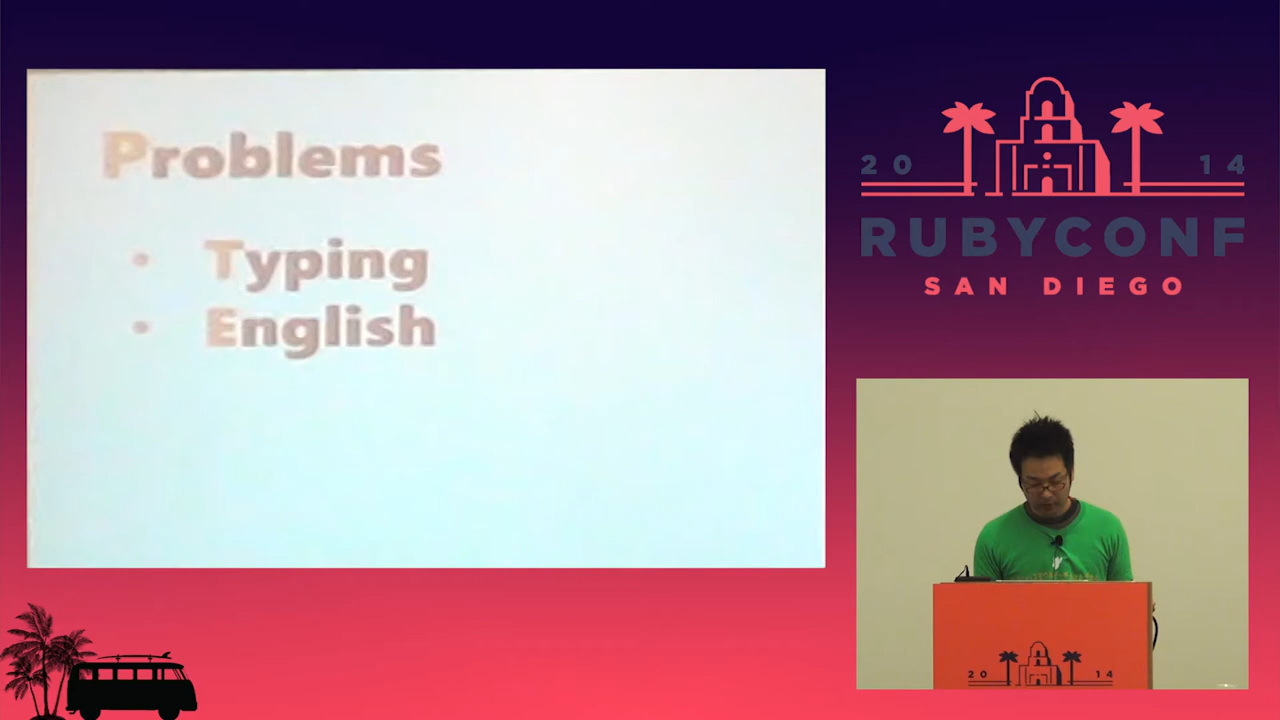 Problems
• Typing
• English
20 14
RUBYCONF
SAN DIEGO
20 14